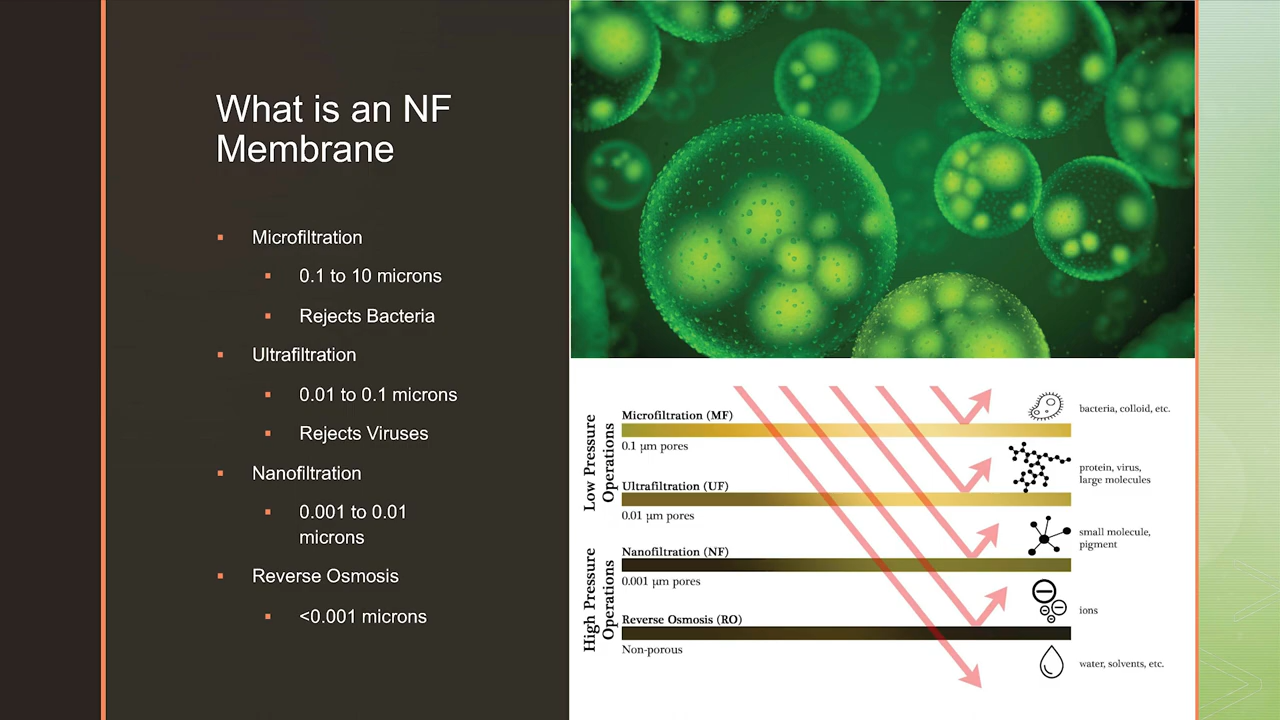 What is an NF
Membrane
▪ Microfiltration
▪ 0.1 to 10 microns
▪ Rejects Bacteria
▪ Ultrafiltration
▪ 0.01 to 0.1 microns
▪ Rejects Viruses
▪ Nanofiltration
▪ 0.001 to 0.01
microns
▪ Reverse Osmosis
▪ <0.001 microns
Low Pressure
Operations
High Pressure
Operations
Microfiltration (MF)
0.1 µm pores
Ultrafiltration (UF)
0.01 µm pores
Nanofiltration (NF)
0.001 µm pores
Reverse Osmosis (RO)
Non-porous
bacteria, colloid, etc.
protein, virus,
large molecules
small molecule,
pigment
ions
water, solvents, etc.